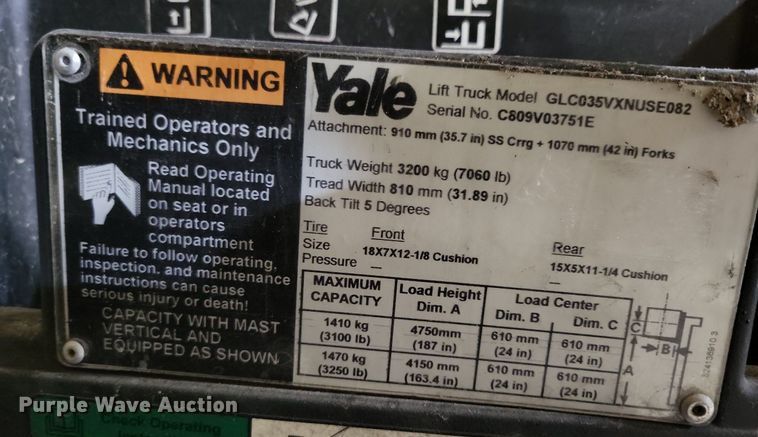 WARNING
Trained Operators and
Mechanics Only
Read Operating
Manual located
on seat or in
operators
compartment
Failure to follow operating,
inspection, and maintenance
instructions can cause
serious injury or death!
CAPACITY WITH MAST
VERTICAL AND
EQUIPPED AS SHOWN
Yale
Lift Truck Model GLC035VXNUSE082
Serial No. C809V03751E
Attachment: 910 mm (35.7 in) SS Crrg + 1070 mm (42 in) Forks
Truck Weight 3200 kg (7060 lb)
Tread Width 810 mm (31.89 in)
Back Tilt 5 Degrees
Tire Front Rear
Size 18X7X12-1/8 Cushion 15X5X11-1/4 Cushion
Pressure — —
MAXIMUM CAPACITY Load Height Dim. A Load Center Dim. B Dim. C
1410 kg (3100 lb) 4750mm (187 in) 610 mm (24 in) 610 mm (24 in)
1470 kg (3250 lb) 4150 mm (163.4 in) 610 mm (24 in) 610 mm (24 in)
C
B
A
524136910 3
Purple Wave Auction
Check Operating